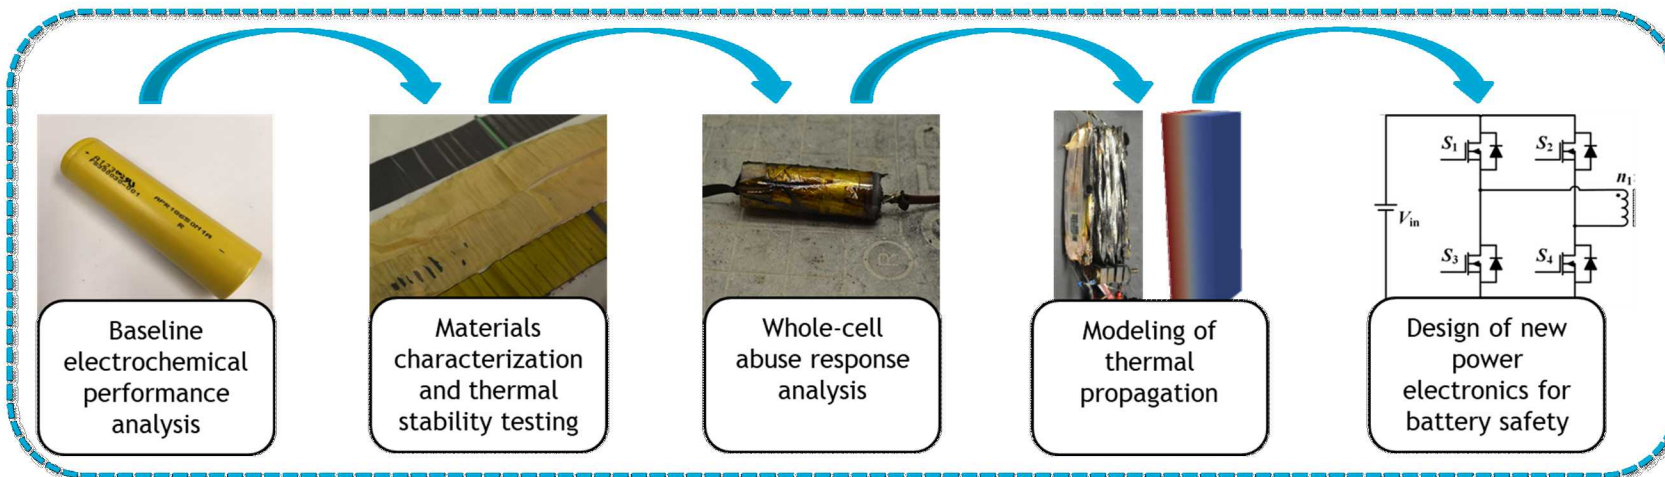 APR18650M1A
S₁
S₂
n₁
Vin
S₃
S₄
R
Baseline
electrochemical
performance
analysis
Materials
characterization
and thermal
stability testing
Whole-cell
abuse response
analysis
Modeling of
thermal
propagation
Design of new
power
electronics for
battery safety